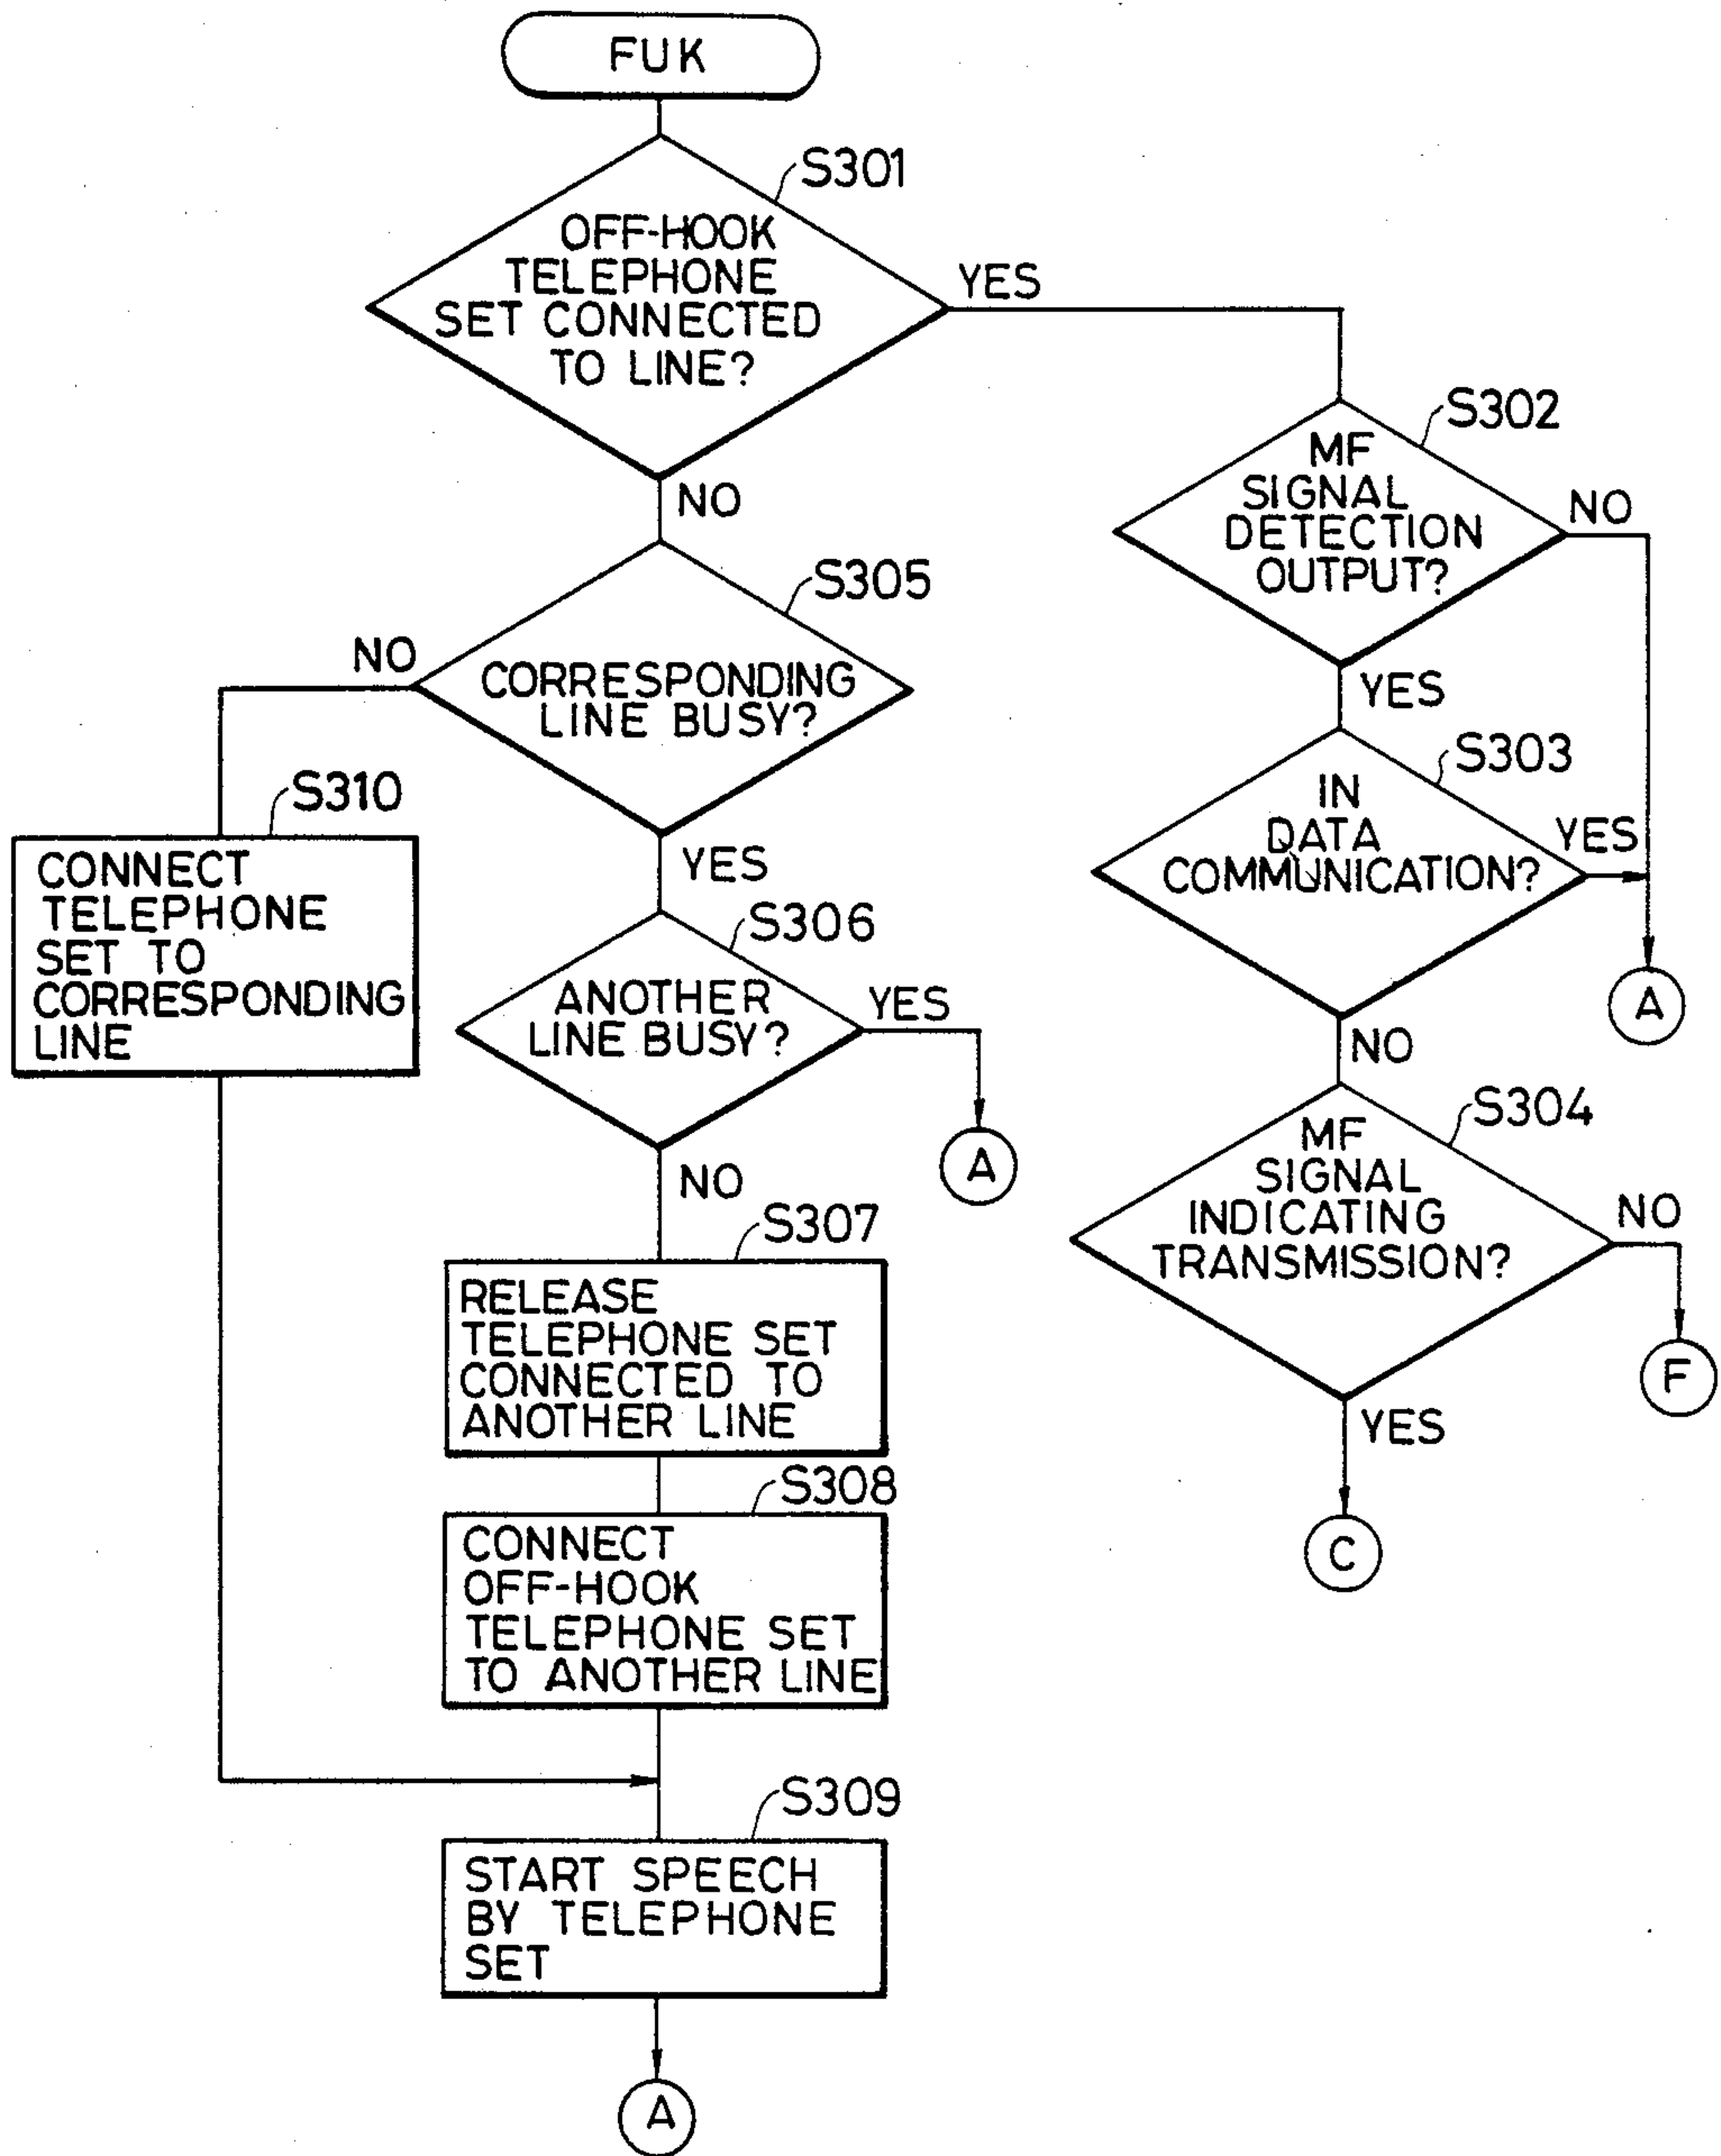 FUK
S301
OFF-HOOK
TELEPHONE
SET CONNECTED
TO LINE?
YES
NO
S302
MF
SIGNAL
DETECTION
OUTPUT?
NO
YES
S305
CORRESPONDING
LINE BUSY?
NO
YES
S303
IN
DATA
COMMUNICATION?
YES
A
NO
S310
CONNECT
TELEPHONE
SET TO
CORRESPONDING
LINE
S306
ANOTHER
LINE BUSY?
YES
A
NO
S304
MF
SIGNAL
INDICATING
TRANSMISSION?
NO
F
YES
C
S307
RELEASE
TELEPHONE SET
CONNECTED TO
ANOTHER LINE
S308
CONNECT
OFF-HOOK
TELEPHONE SET
TO ANOTHER LINE
S309
START SPEECH
BY TELEPHONE
SET
A